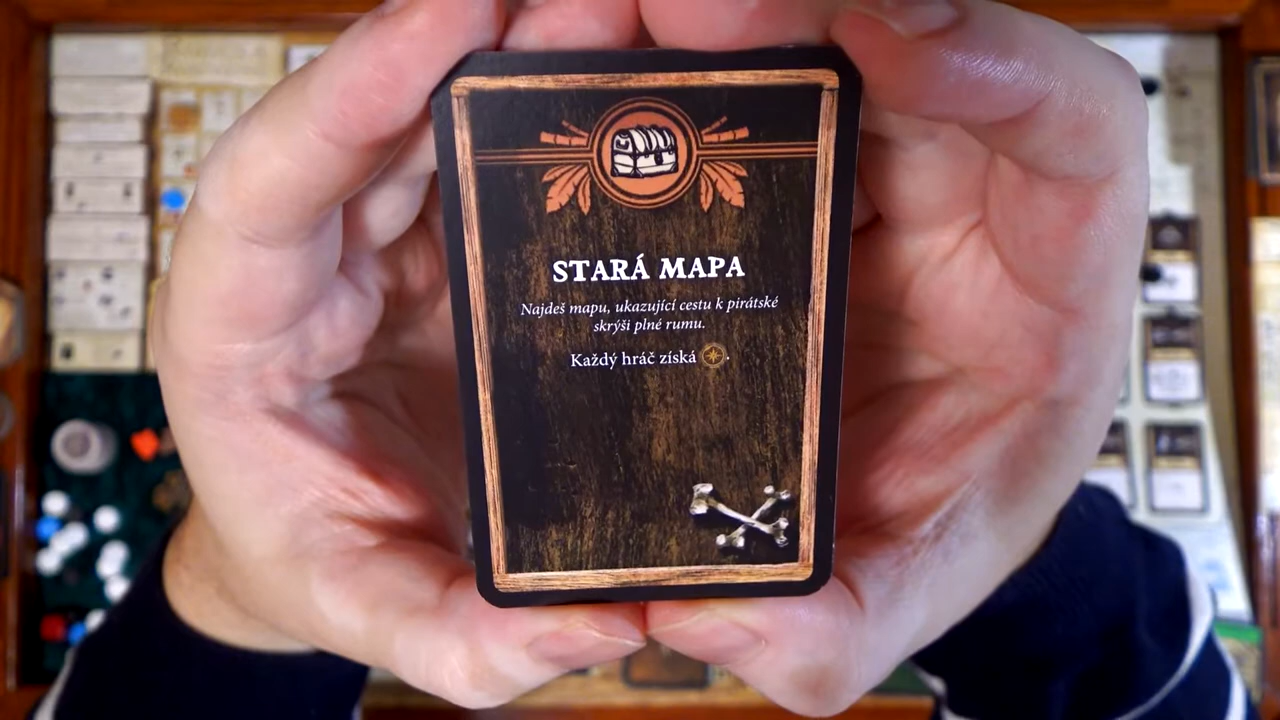 STARÁ MAPA
Najdeš mapu, ukazující cestu k pirátské
skrýši plné rumu.
Každý hráč získá .